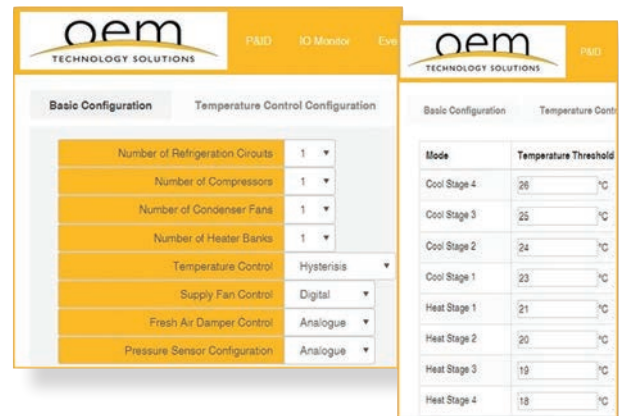 oem
TECHNOLOGY SOLUTIONS
P&ID IO Monitor Eve
Basic Configuration Temperature Control Configuration
Number of Refrigeration Circuits 1
Number of Compressors 1
Number of Condenser Fans 1
Number of Heater Banks 1
Temperature Control Hysterisis
Supply Fan Control Digital
Fresh Air Damper Control Analogue
Pressure Sensor Configuration Analogue
oem
TECHNOLOGY SOLUTIONS
P&ID
Basic Configuration Temperature Contr
Mode Temperature Threshold
Cool Stage 4 26 °C
Cool Stage 3 25 °C
Cool Stage 2 24 °C
Cool Stage 1 23 °C
Heat Stage 1 21 °C
Heat Stage 2 20 °C
Heat Stage 3 19 °C
Heat Stage 4 18 °C